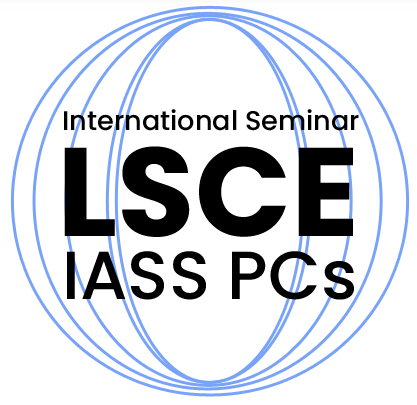 International Seminar
LSCE
IASS PCs